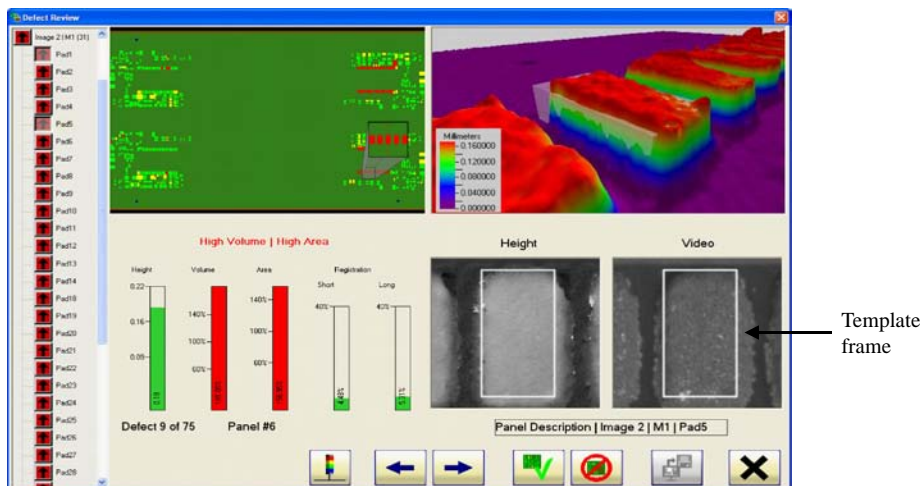 Defect Review
Image 2 | M1 (31)
Pad1
Pad2
Pad3
Pad4
Pad5
Pad6
Pad7
Pad8
Pad9
Pad10
Pad11
Pad12
Pad13
Pad14
Pad18
Pad19
Pad20
Pad21
Pad22
Pad23
Pad24
Pad25
Pad26
Pad27
Pad28
Millimeters
0.160000
0.120000
0.080000
0.040000
0.000000
High Volume | High Area
Height
Volume
Area
Registration
Short
Long
0.22
0.16
0.09
0.18
140%
100%
60%
140%
100%
60%
40%
40%
Defect 9 of 75
Panel #6
Height
Video
Panel Description | Image 2 | M1 | Pad5
Template
frame